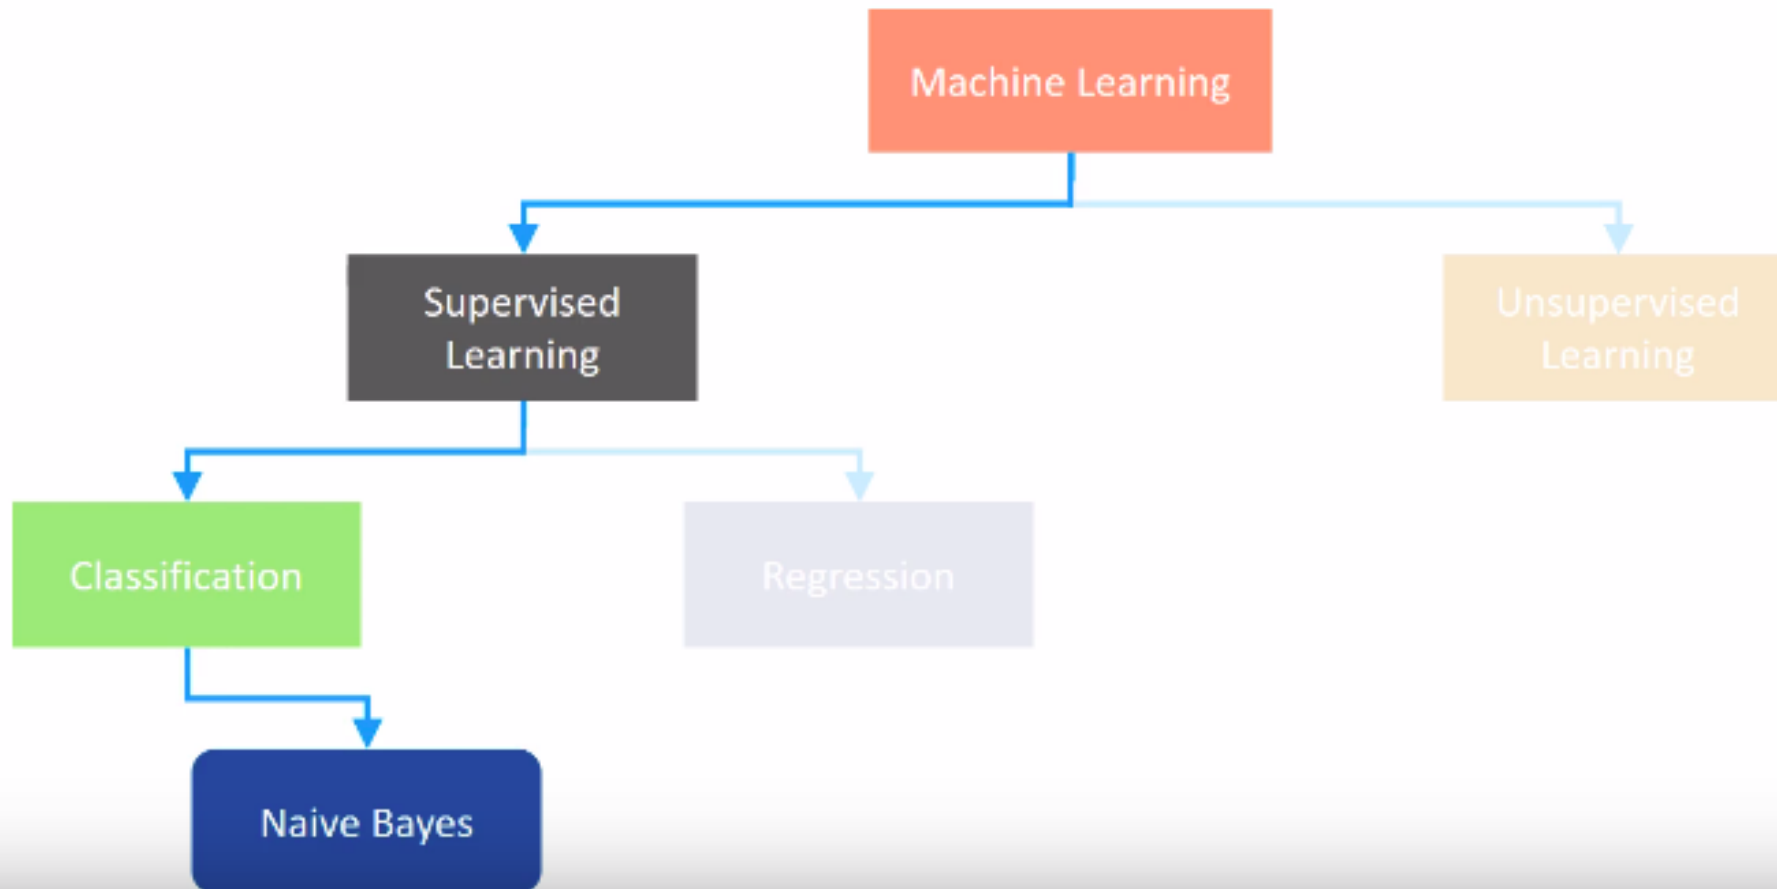 Machine Learning
Supervised
Learning
Unsupervised
Learning
Classification
Regression
Naive Bayes